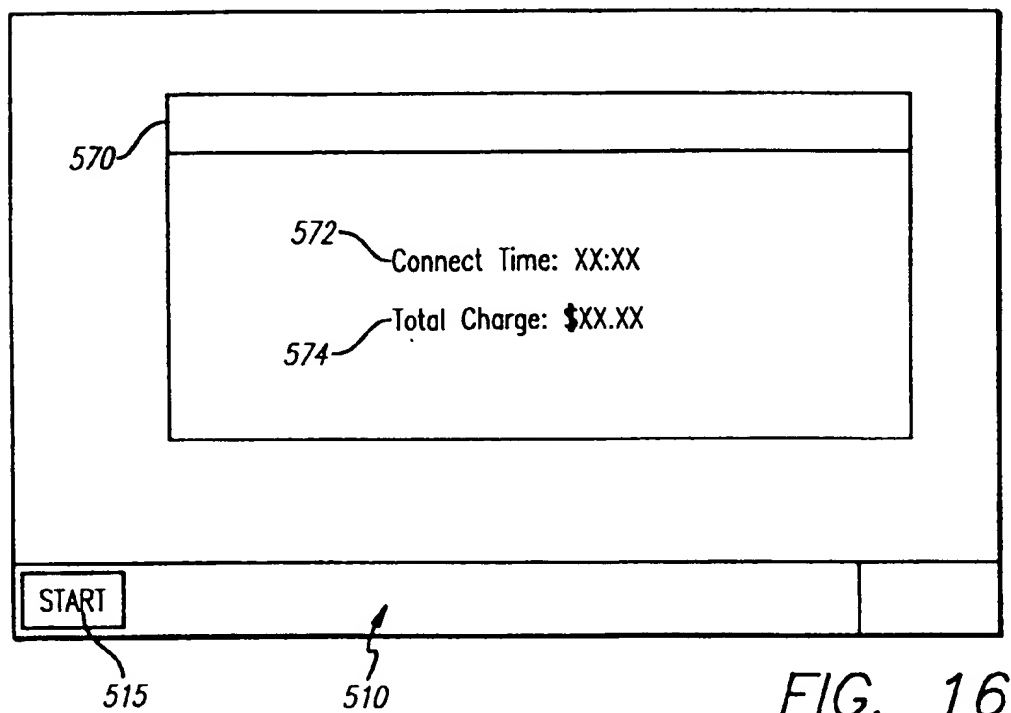 570
572
Connect Time: XX:XX
Total Charge: $XX.XX
574
START
515
510
FIG. 16